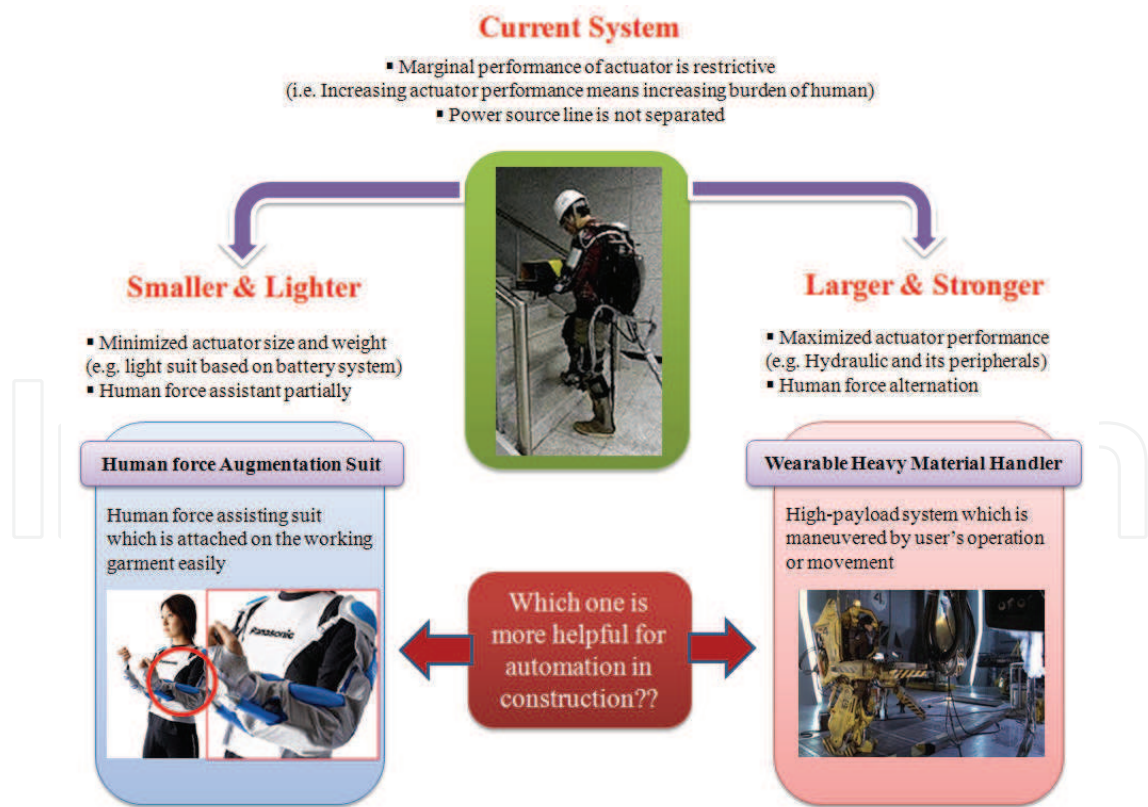 Current System
▪ Marginal performance of actuator is restrictive
(i.e. Increasing actuator performance means increasing burden of human)
▪ Power source line is not separated
Smaller & Lighter
▪ Minimized actuator size and weight
(e.g. light suit based on battery system)
▪ Human force assistant partially
Larger & Stronger
▪ Maximized actuator performance
(e.g. Hydraulic and its peripherals)
▪ Human force alternation
Human force Augmentation Suit
Human force assisting suit
which is attached on the working
garment easily
Panasonic
Wearable Heavy Material Handler
High-payload system which is
maneuvered by user's operation
or movement
4
Which one is
more helpful for
automation in
construction??